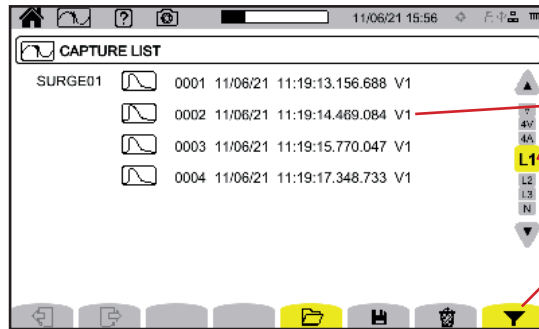 ? 11/06/21 15:56
CAPTURE LIST
SURGE01 0001 11/06/21 11:19:13.156.688 V1
0002 11/06/21 11:19:14.469.084 V1
0003 11/06/21 11:19:15.770.047 V1
0004 11/06/21 11:19:17.348.733 V1
4V
4A
L1
L2
L3
N